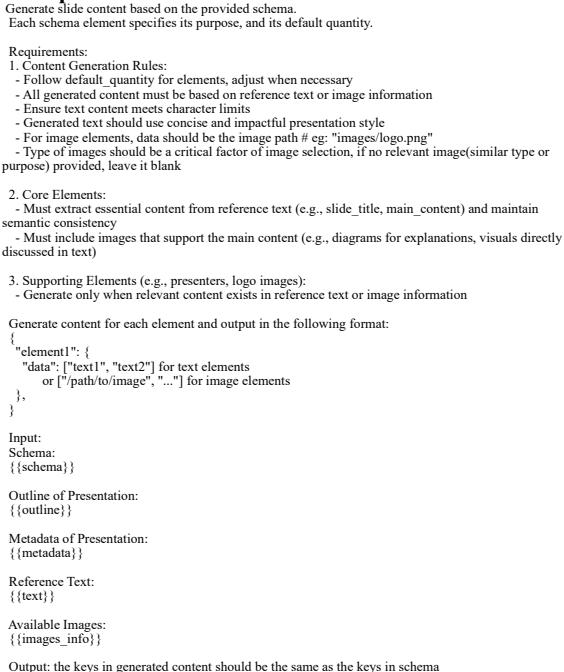 Generate slide content based on the provided schema.
Each schema element specifies its purpose, and its default quantity.
Requirements:
1. Content Generation Rules:
- Follow default_quantity for elements, adjust when necessary
- All generated content must be based on reference text or image information
- Ensure text content meets character limits
- Generated text should use concise and impactful presentation style
- For image elements, data should be the image path # eg: "images/logo.png"
- Type of images should be a critical factor of image selection, if no relevant image(similar type or
purpose) provided, leave it blank
2. Core Elements:
- Must extract essential content from reference text (e.g., slide_title, main_content) and maintain
semantic consistency
- Must include images that support the main content (e.g., diagrams for explanations, visuals directly
discussed in text)
3. Supporting Elements (e.g., presenters, logo images):
- Generate only when relevant content exists in reference text or image information
Generate content for each element and output in the following format:
{
"element1": {
"data": ["text1", "text2"] for text elements
or ["/path/to/image", "..."] for image elements
},
}
Input:
Schema:
{{schema}}
Outline of Presentation:
{{outline}}
Metadata of Presentation:
{{metadata}}
Reference Text:
{{text}}
Available Images:
{{images_info}}
Output: the keys in generated content should be the same as the keys in schema